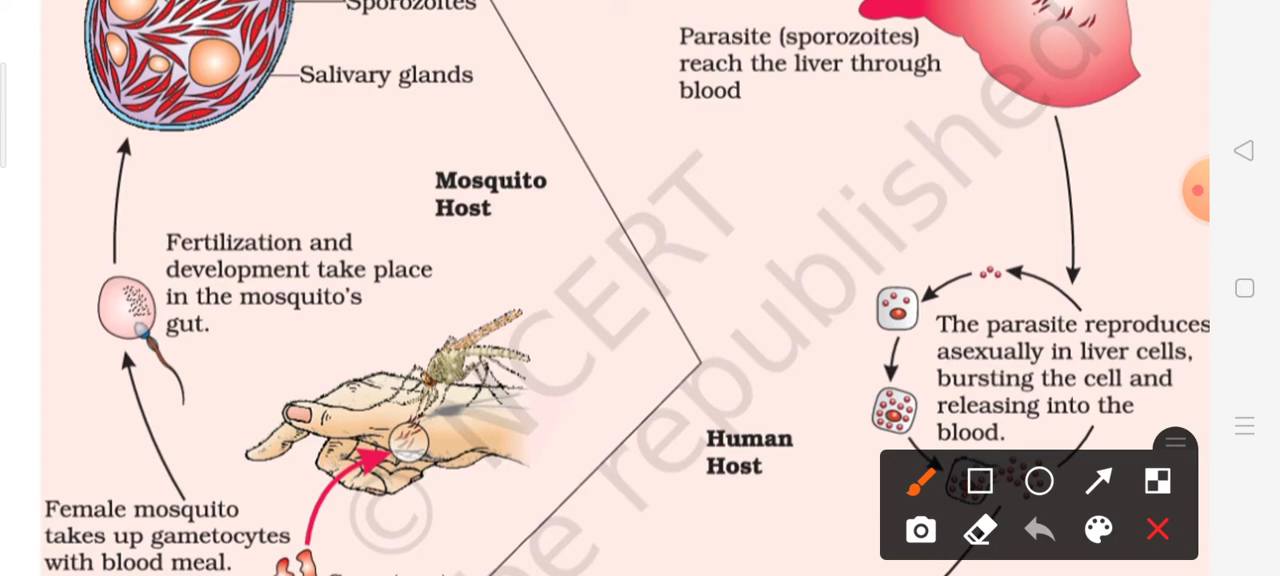 Sporozoites
Salivary glands
Parasite (sporozoites)
reach the liver through
blood
Mosquito
Host
Fertilization and
development take place
in the mosquito's
gut.
The parasite reproduces
asexually in liver cells,
bursting the cell and
releasing into the
blood.
Human
Host
Female mosquito
takes up gametocytes
with blood meal.
© NCERT
be republished